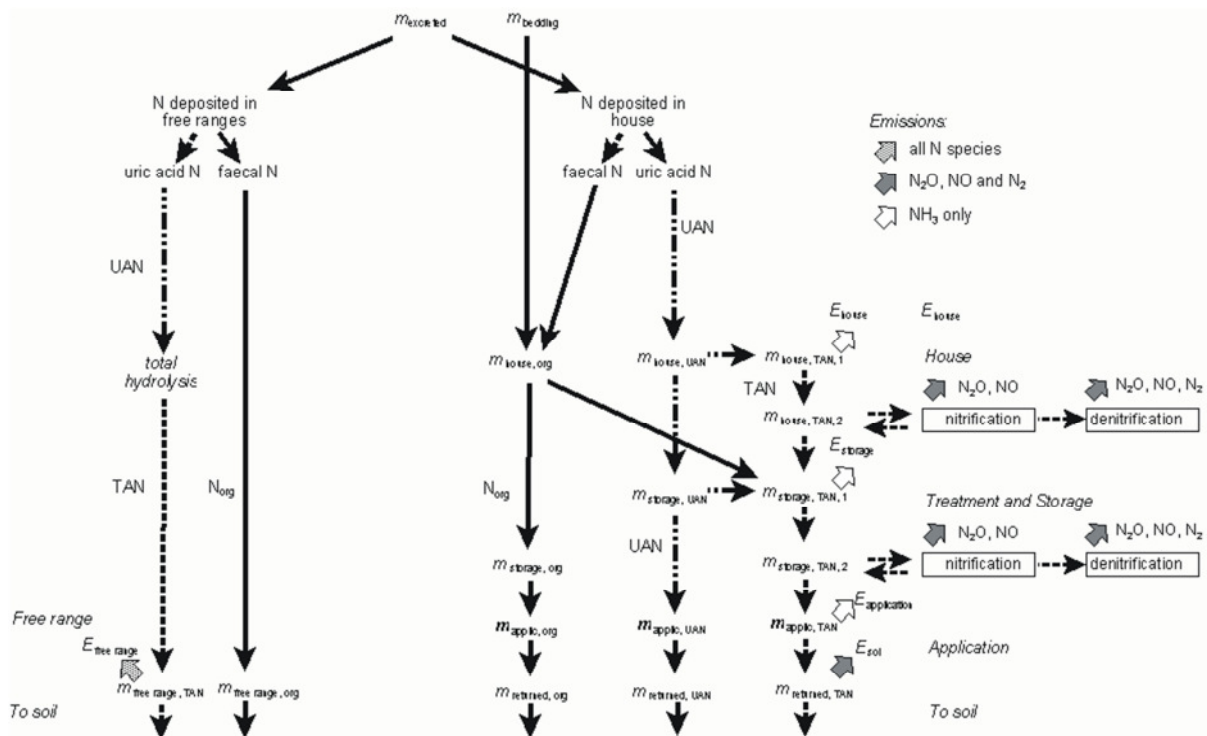 m excreted
m bedding
N deposited in
free ranges
N deposited in
house
Emissions:
all N species
N₂O, NO and N₂
NH₃ only
uric acid N
faecal N
faecal N
uric acid N
UAN
UAN
E house
E house
total
hydrolysis
m house, org
m house, UAN
m house, TAN, 1
House
TAN
N₂O, NO
N₂O, NO, N₂
m house, TAN, 2
nitrification
denitrification
E storage
TAN
N org
N org
m storage, UAN
m storage, TAN, 1
Treatment and Storage
N₂O, NO
N₂O, NO, N₂
UAN
m storage, org
m storage, TAN, 2
nitrification
denitrification
E application
Free range
m applic, org
m applic, UAN
m applic, TAN
E free range
E soil
Application
m free range, TAN
m free range, org
m returned, org
m returned, UAN
m returned, TAN
To soil
To soil